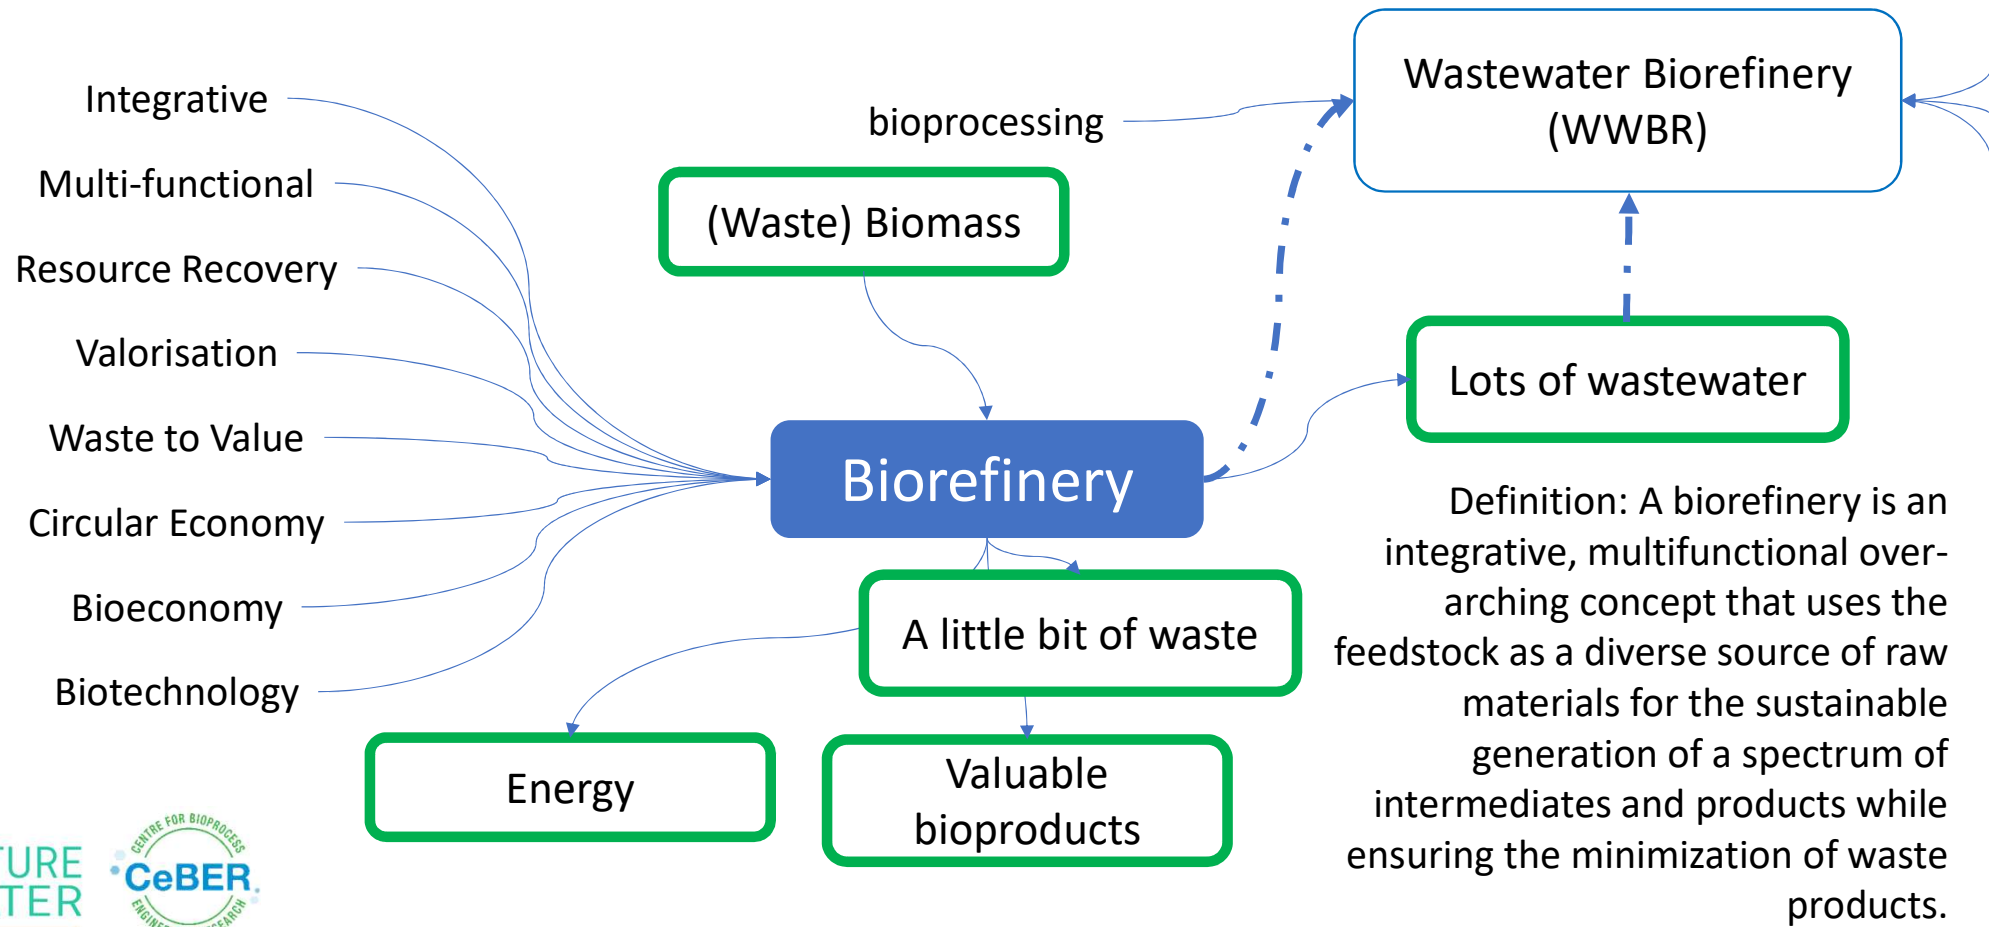 Integrative
Multi-functional
Resource Recovery
Valorisation
Waste to Value
Circular Economy
Bioeconomy
Biotechnology
bioprocessing
(Waste) Biomass
Biorefinery
A little bit of waste
Energy
Valuable
bioproducts
Wastewater Biorefinery
(WWBR)
Lots of wastewater
Definition: A biorefinery is an
integrative, multifunctional over-
arching concept that uses the
feedstock as a diverse source of raw
materials for the sustainable
generation of a spectrum of
intermediates and products while
ensuring the minimization of waste
products.
CENTRE FOR BIOPROCESS
CeBER